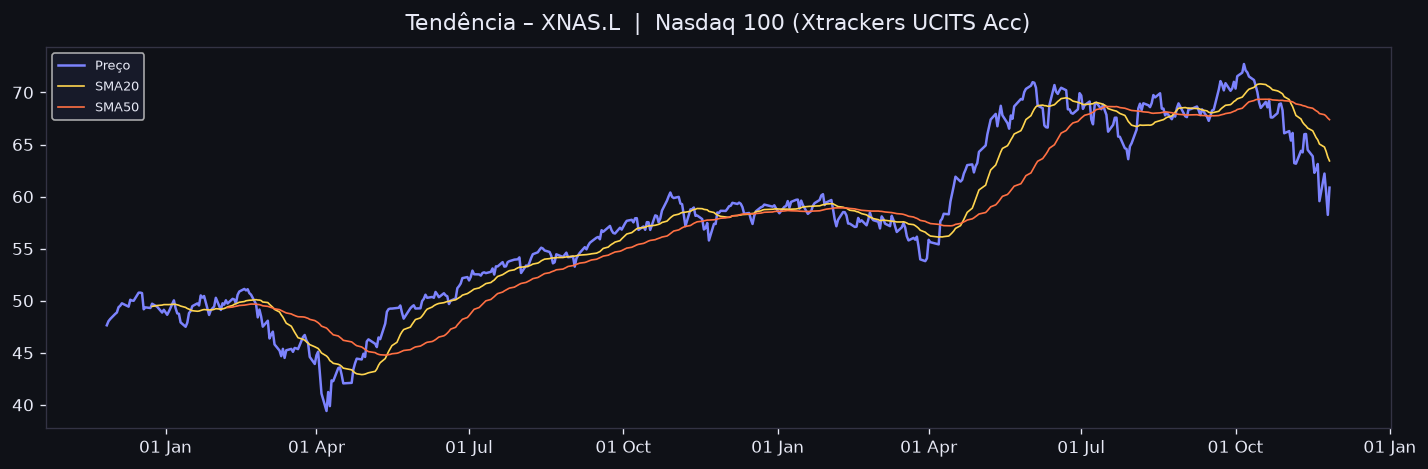 Tendência – XNAS.L | Nasdaq 100 (Xtrackers UCITS Acc)
Preço
SMA20
SMA50
70
65
60
55
50
45
40
01 Jan
01 Apr
01 Jul
01 Oct
01 Jan
01 Apr
01 Jul
01 Oct
01 Jan